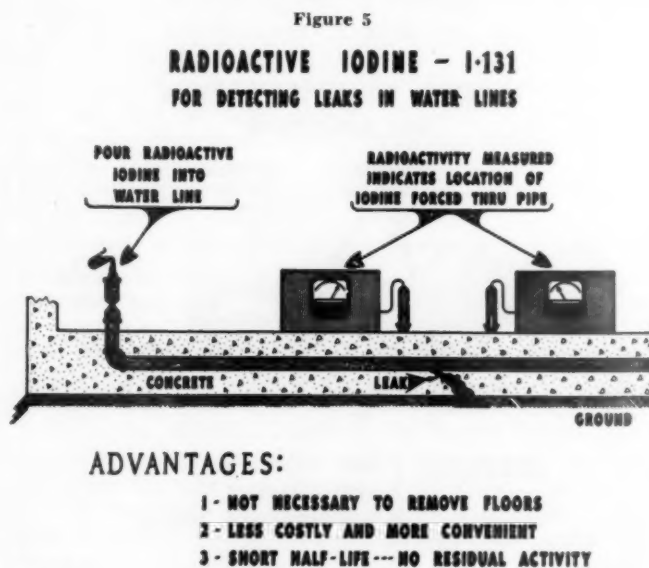 Figure 5
RADIOACTIVE IODINE - I-131
FOR DETECTING LEAKS IN WATER LINES
POUR RADIOACTIVE
IODINE INTO
WATER LINE
RADIOACTIVITY MEASURED
INDICATES LOCATION OF
IODINE FORCED THRU PIPE
CONCRETE
LEAK
GROUND
ADVANTAGES:
1 - NOT NECESSARY TO REMOVE FLOORS
2 - LESS COSTLY AND MORE CONVENIENT
3 - SHORT HALF-LIFE---NO RESIDUAL ACTIVITY